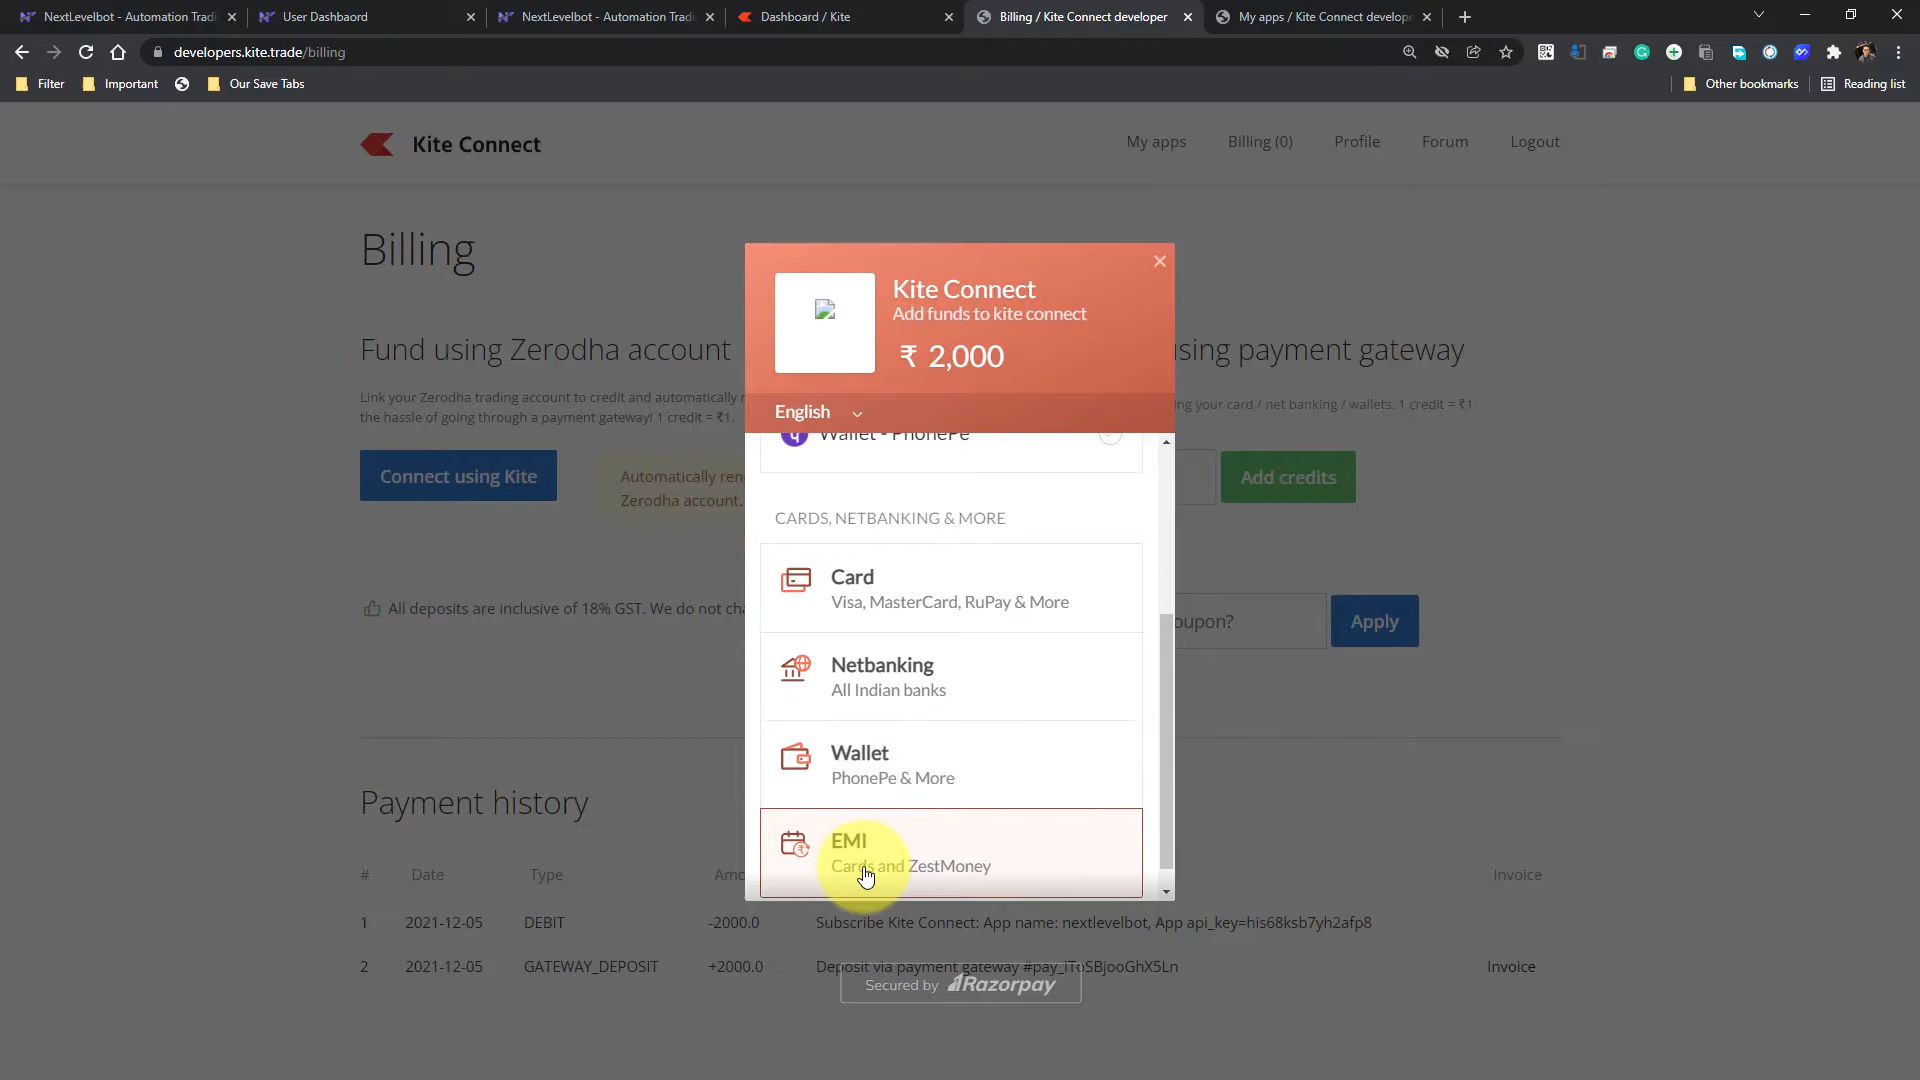 NextLevelbot - Automation Tradi
User Dashbaord
NextLevelbot - Automation Tradi
Dashboard / Kite
Billing / Kite Connect developer
My apps / Kite Connect develope
developers.kite.trade/billing
Filter
Important
Our Save Tabs
Other bookmarks
Reading list
Kite Connect
My apps
Billing (0)
Profile
Forum
Logout
Billing
Fund using Zerodha account
using payment gateway
Link your Zerodha trading account to credit and automatically
the hassle of going through a payment gateway! 1 credit = ₹1.
ing your card / net banking / wallets. 1 credit = ₹1
Connect using Kite
Automatically ren
Zerodha account.
Add credits
All deposits are inclusive of 18% GST. We do not cha
oupon?
Apply
Kite Connect
Add funds to kite connect
₹ 2,000
English
Wallet - PhonePe
CARDS, NETBANKING & MORE
Card
Visa, MasterCard, RuPay & More
Netbanking
All Indian banks
Wallet
PhonePe & More
EMI
Cards and ZestMoney
Payment history
# Date Type Amo Invoice
1 2021-12-05 DEBIT -2000.0 Subscribe Kite Connect: App name: nextlevelbot, App api_key=his68ksb7yh2afp8
2 2021-12-05 GATEWAY_DEPOSIT +2000.0 Deposit via payment gateway #pay_iToSBjooGhX5Ln Invoice
Secured by Razorpay